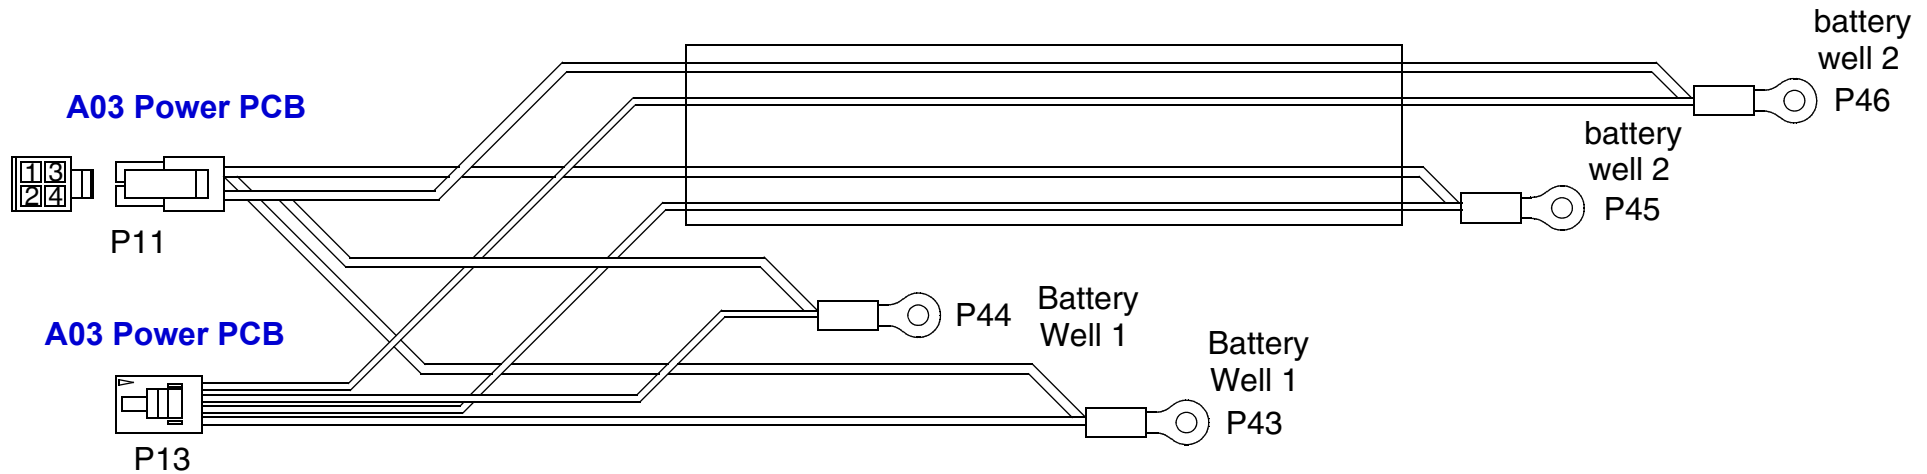 battery
well 2
P46
A03 Power PCB
battery
well 2
P45
1 3
2 4
P11
P44
Battery
Well 1
A03 Power PCB
Battery
Well 1
P43
P13